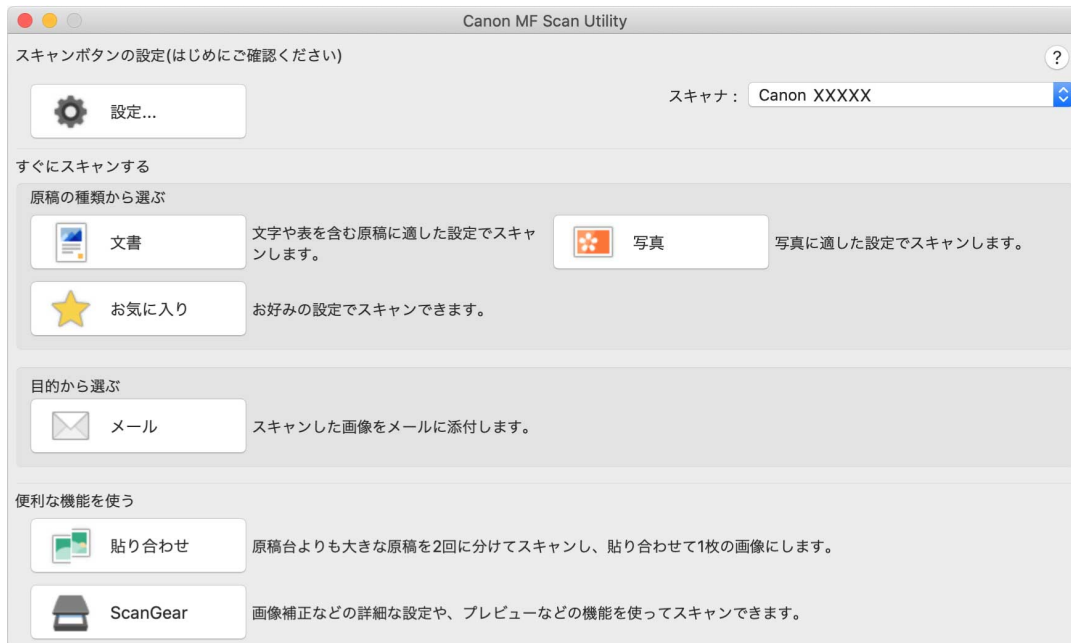 Canon MF Scan Utility
スキャンボタンの設定(はじめにご確認ください)
?
設定...
スキャナ： Canon XXXXX
すぐにスキャンする
原稿の種類から選ぶ
文書
文字や表を含む原稿に適した設定でスキャ
ンします。
写真
写真に適した設定でスキャンします。
お気に入り
お好みの設定でスキャンできます。
目的から選ぶ
メール
スキャンした画像をメールに添付します。
便利な機能を使う
貼り合わせ
原稿台よりも大きな原稿を2回に分けてスキャンし、貼り合わせて1枚の画像にします。
ScanGear
画像補正などの詳細な設定や、プレビューなどの機能を使ってスキャンできます。